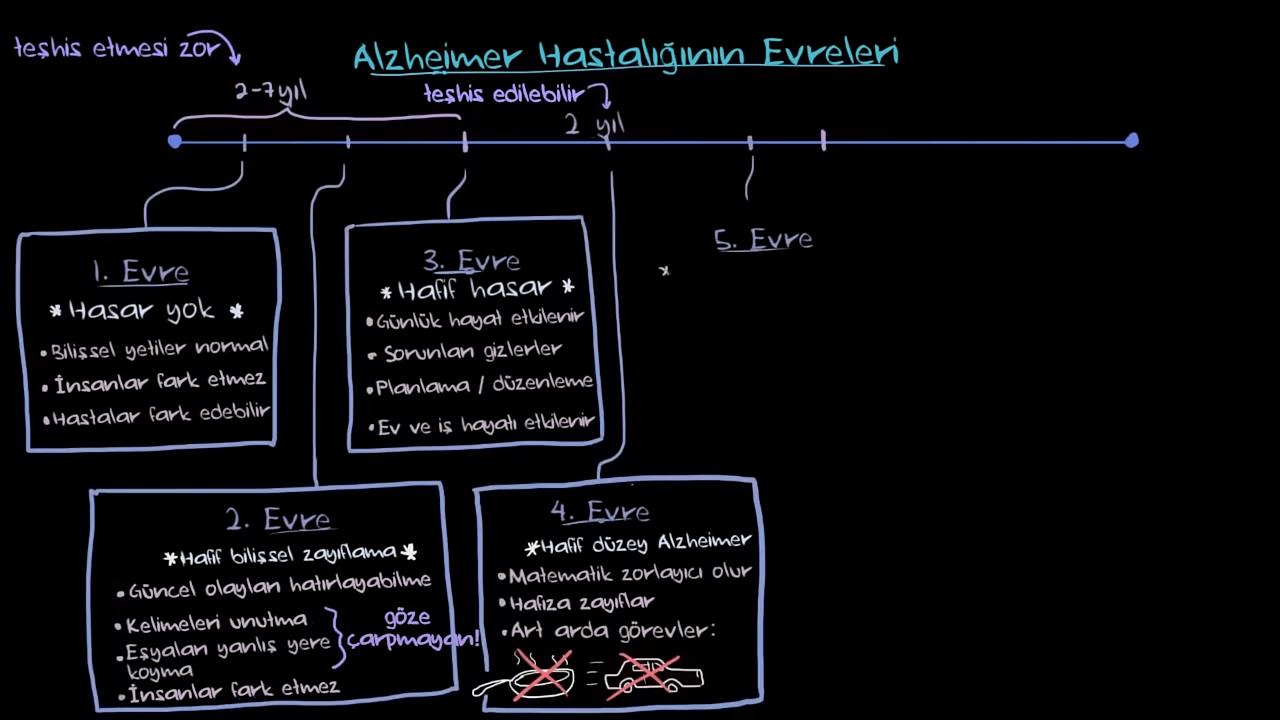 teşhis etmesi zor
Alzheimer Hastalığının Evreleri
2-7 yıl
teşhis edilebilir
2 yıl
1. Evre
*Hasar yok *
•Bilişsel yetiler normal
•İnsanlar fark etmez
•Hastalar fark edebilir
2. Evre
*Hafif bilişsel zayıflama*
•Güncel olayları hatırlayabilme
•Kelimeleri unutma
•Eşyaları yanlış yere
koyma
•İnsanlar fark etmez
göze
çarpmayan!
3. Evre
*Hafif hasar *
•Günlük hayat etkilenir
•Sorunları gizlerler
•Planlama / düzenleme
•Ev ve iş hayatı etkilenir
4. Evre
*Hafif düzey Alzheimer
•Matematik zorlayıcı olur
•Hafıza zayıflar
•Art arda görevler:
5. Evre
*